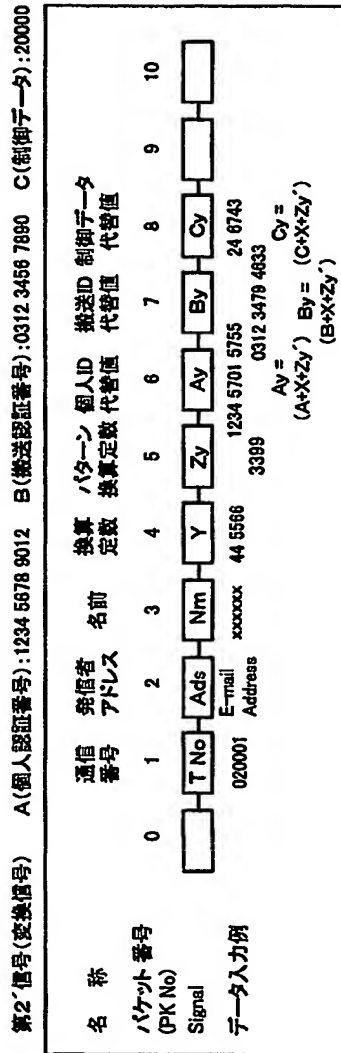 第2´信号(変換信号) A(個人認証番号):1234 5678 9012 B(搬送認証番号):0312 3456 7890 C(制御データ):20000
名 称 通信番号 発信者アドレス 名前 換算定数 パターン換算定数 個人ID代替値 搬送ID代替値 制御データ代替値
パケット番号(PK No) 0 1 2 3 4 5 6 7 8 9 10
Signal T No Ads Nm Y Zy Ay By Cy
データ入力例 020001 E-mail Address xxxxxx 44 5566 3399 1234 5701 5755 0312 3479 4633 24 6743
Ay = (A+X+Zy´) By = (B+X+Zy´) Cy = (C+X+Zy´)